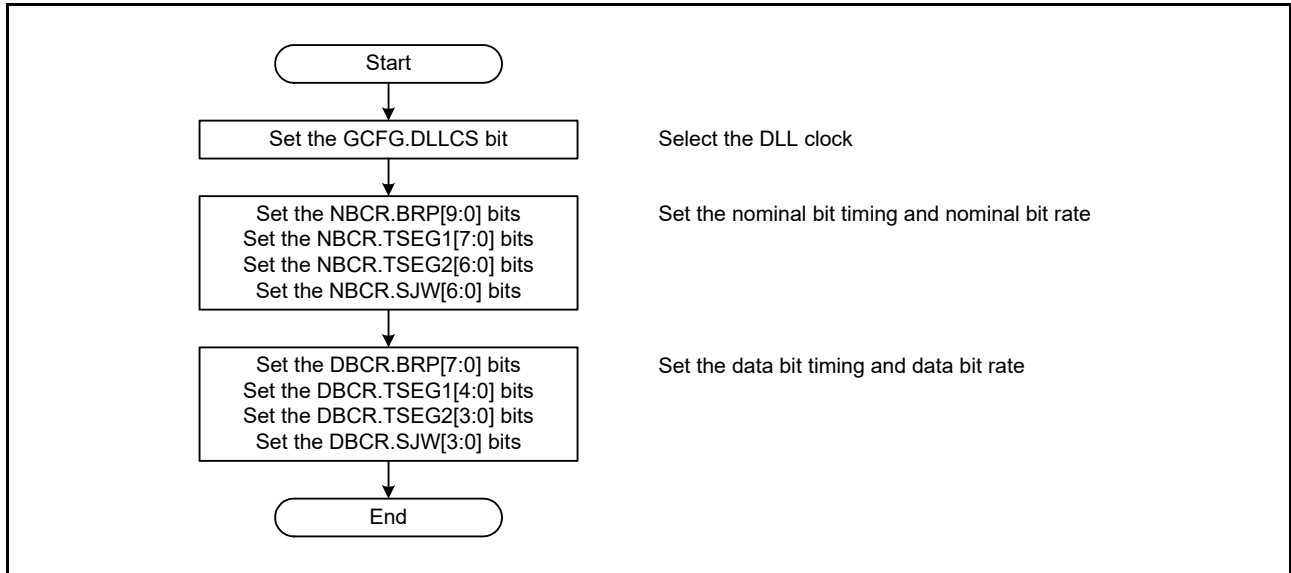 Start
Set the GCFG.DLLCS bit
Select the DLL clock
Set the NBCR.BRP[9:0] bits
Set the nominal bit timing and nominal bit rate
Set the NBCR.TSEG1[7:0] bits
Set the NBCR.TSEG2[6:0] bits
Set the NBCR.SJW[6:0] bits
Set the DBCR.BRP[7:0] bits
Set the data bit timing and data bit rate
Set the DBCR.TSEG1[4:0] bits
Set the DBCR.TSEG2[3:0] bits
Set the DBCR.SJW[3:0] bits
End